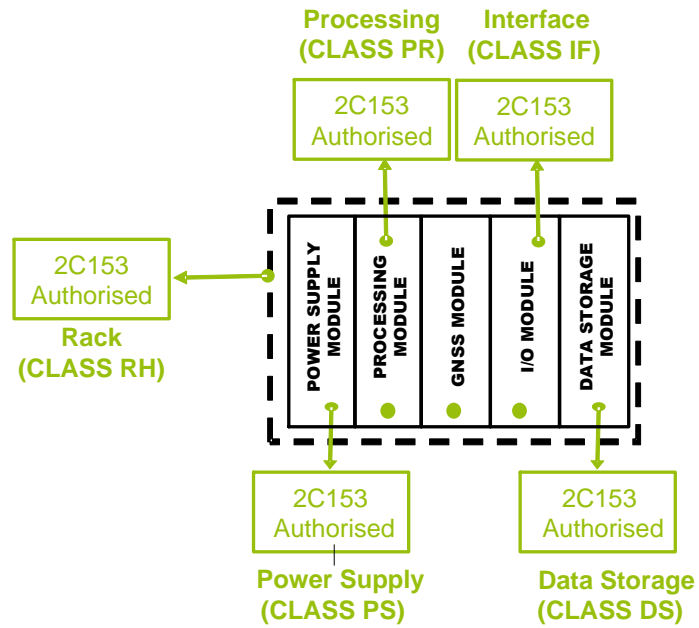 Processing
(CLASS PR)
Interface
(CLASS IF)
2C153
Authorised
2C153
Authorised
2C153
Authorised
Rack
(CLASS RH)
POWER SUPPLY
MODULE
PROCESSING
MODULE
GNSS MODULE
I/O MODULE
DATA STORAGE
MODULE
2C153
Authorised
Power Supply
(CLASS PS)
2C153
Authorised
Data Storage
(CLASS DS)